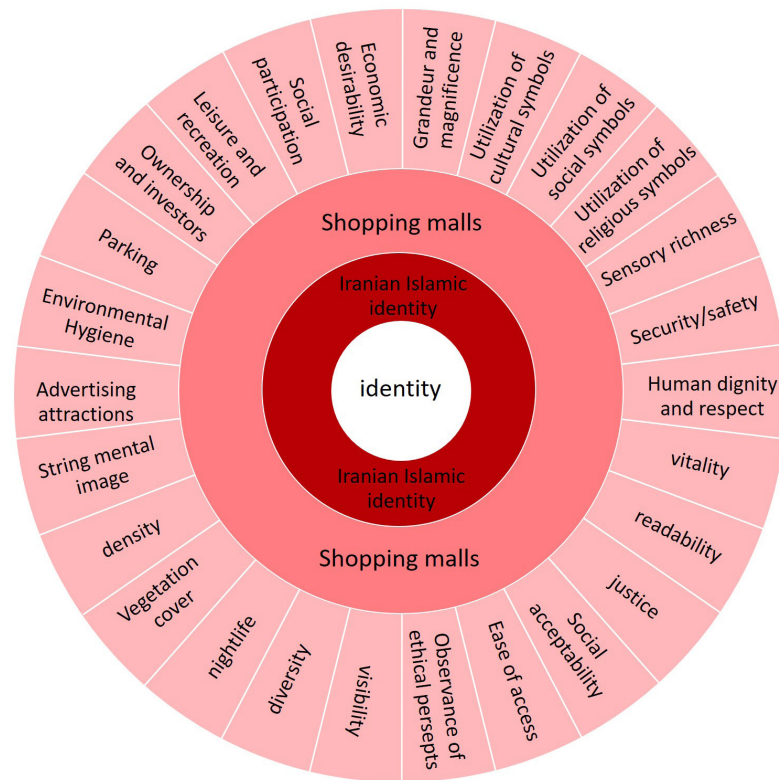 Grandeur and
magnificence
Utilization of
cultural symbols
Utilization of
social symbols
Utilization of
religious symbols
Sensory richness
Security/safety
Human dignity
and respect
vitality
readability
justice
Social
acceptability
Ease of access
Observance of
ethical persepts
visibility
diversity
nightlife
Vegetation
cover
density
String mental
image
Advertising
attractions
Environmental
Hygiene
Parking
Ownership
and investors
Leisure and
recreation
Social
participation
Economic
desirability
Shopping malls
Iranian Islamic
identity
identity
Iranian Islamic
identity
Shopping malls